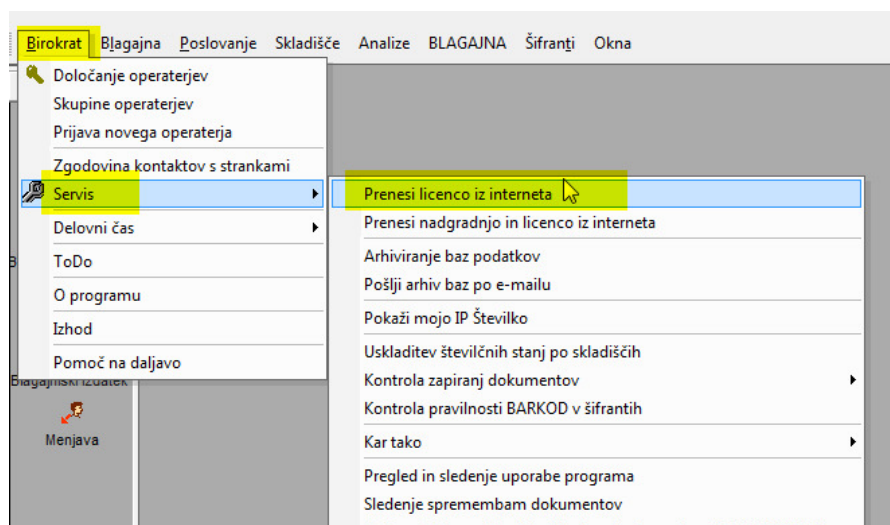 Birokrat Blagajna Poslovanje Skladišče Analize BLAGAJNA Šifranti Okna
Določanje operaterjev
Skupine operaterjev
Prijava novega operaterja
Zgodovina kontaktov s strankami
Servis
Delovni čas
ToDo
O programu
Izhod
Pomoč na daljavo
Prenesi licenco iz interneta
Prenesi nadgradnjo in licenco iz interneta
Arhiviranje baz podatkov
Pošlji arhiv baz po e-mailu
Pokaži mojo IP Številko
Uskladitev številčnih stanj po skladiščih
Kontrola zapiranj dokumentov
Kontrola pravilnosti BARKOD v šifrantih
Kar tako
Pregled in sledenje uporabe programa
Sledenje spremembam dokumentov
Blagajniški izdatek
Menjava